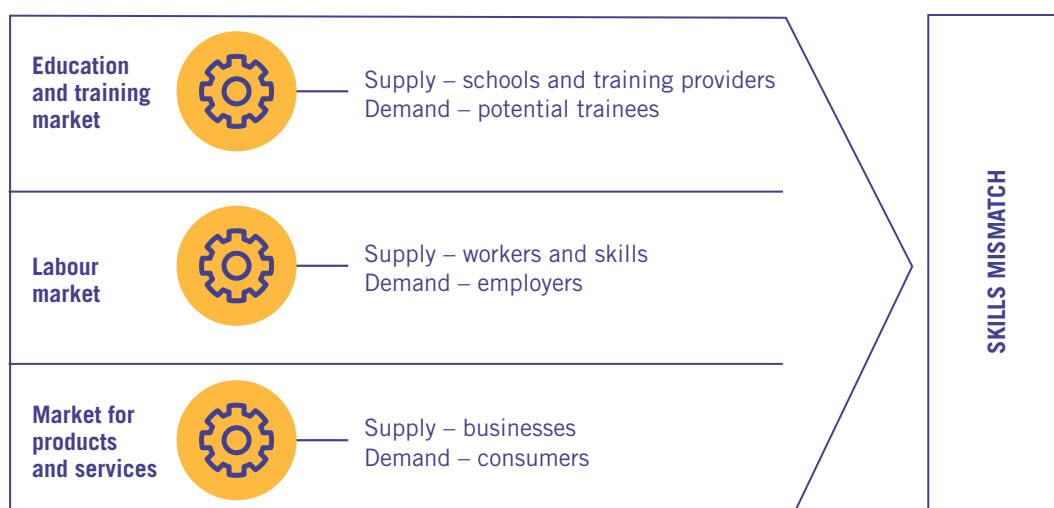 Education
and training
market
Supply – schools and training providers
Demand – potential trainees
Labour
market
Supply – workers and skills
Demand – employers
Market for
products
and services
Supply – businesses
Demand – consumers
SKILLS MISMATCH